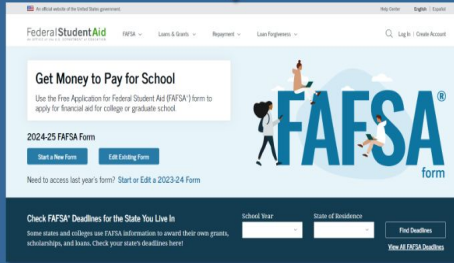 An official website of the United States government.
Help Center English | Español
Federal Student Aid
FAFSA Loans & Grants Repayment Loan Forgiveness
Log In | Create Account
Get Money to Pay for School
Use the Free Application for Federal Student Aid (FAFSA®) form to
apply for financial aid for college or graduate school.
2024-25 FAFSA Form
Start a New Form Edit Existing Form
Need to access last year's form? Start or Edit a 2023-24 Form
FAFSA®
form
Check FAFSA® Deadlines for the State You Live In
Some states and colleges use FAFSA information to award their own grants,
scholarships, and loans. Check your state's deadlines here!
School Year
State of Residence
Find Deadlines
View All FAFSA Deadlines